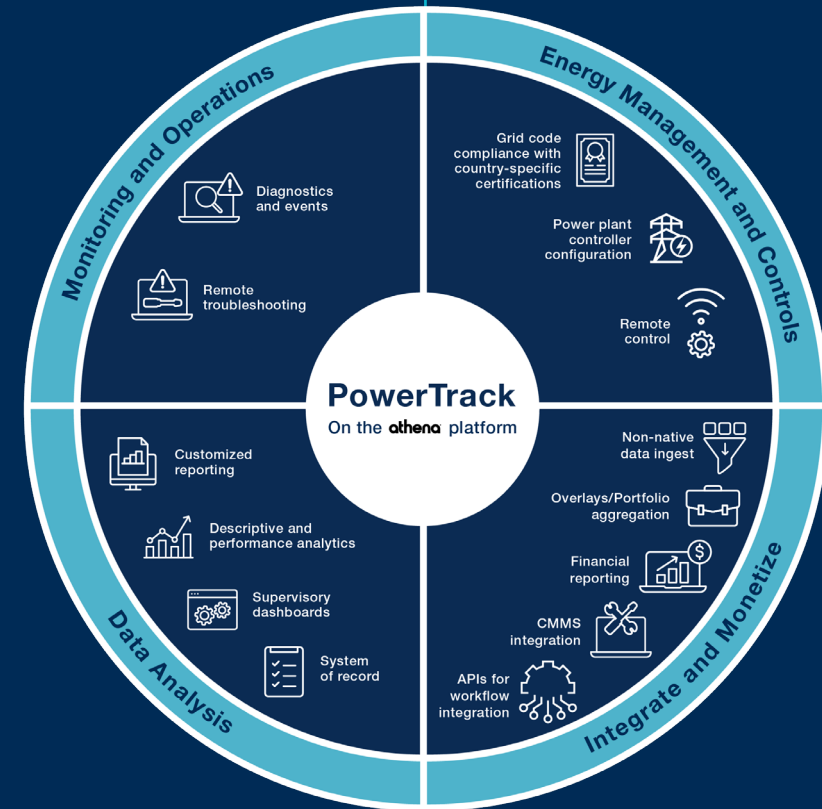 Monitoring and Operations
Diagnostics
and events
Remote
troubleshooting
Energy Management and Controls
Grid code
compliance with
country-specific
certifications
Power plant
controller
configuration
Remote
control
PowerTrack
On the athena platform
Data Analysis
Customized
reporting
Descriptive and
performance analytics
Supervisory
dashboards
System
of record
Integrate and Monetize
Non-native
data ingest
Overlays/Portfolio
aggregation
$
Financial
reporting
CMMS
integration
APIs for
workflow
integration